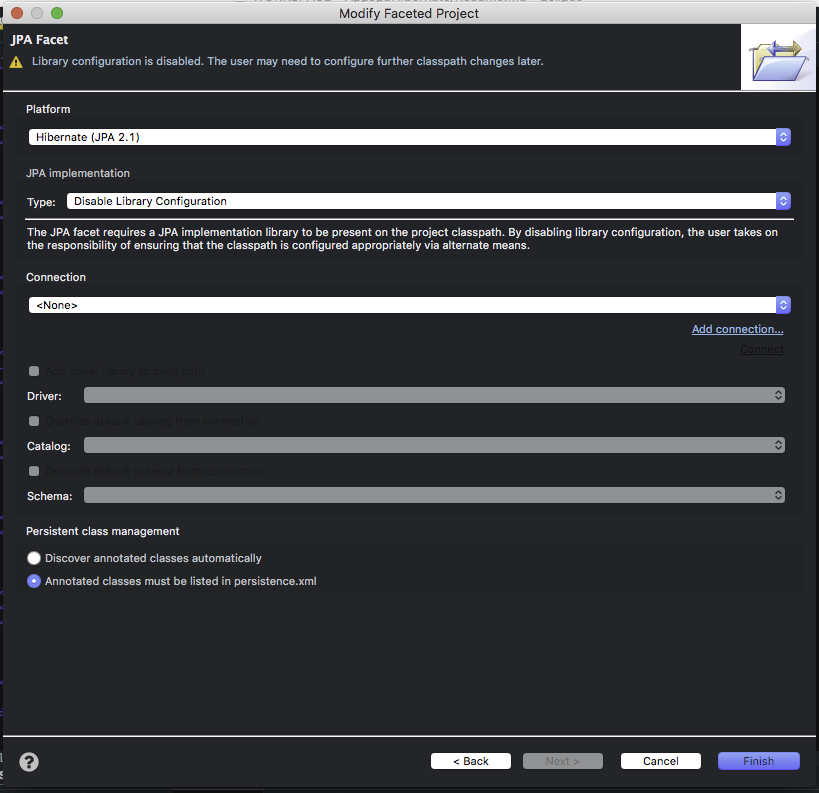 Modify Faceted Project
JPA Facet
Library configuration is disabled. The user may need to configure further classpath changes later.
Platform
Hibernate (JPA 2.1)
JPA implementation
Type: Disable Library Configuration
The JPA facet requires a JPA implementation library to be present on the project classpath. By disabling library configuration, the user takes on
the responsibility of ensuring that the classpath is configured appropriately via alternate means.
Connection
<None>
Add connection...
Connect
Add driver library to build path
Driver:
Override default catalog from connection
Catalog:
Override default schema from connection
Schema:
Persistent class management
Discover annotated classes automatically
Annotated classes must be listed in persistence.xml
?
< Back
Next >
Cancel
Finish